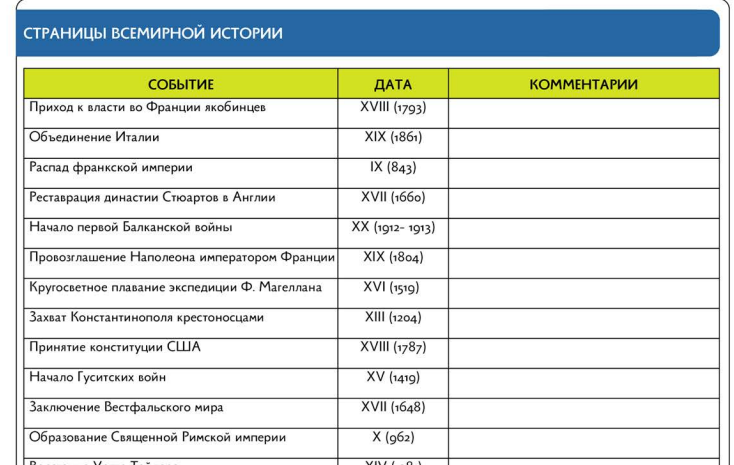 СТРАНИЦЫ ВСЕМИРНОЙ ИСТОРИИ
СОБЫТИЕ ДАТА КОММЕНТАРИИ
Приход к власти во Франции якобинцев XVIII (1793)
Объединение Италии XIX (1861)
Распад франкской империи IX (843)
Реставрация династии Стюартов в Англии XVII (1660)
Начало первой Балканской войны XX (1912- 1913)
Провозглашение Наполеона императором Франции XIX (1804)
Кругосветное плавание экспедиции Ф. Магеллана XVI (1519)
Захват Константинополя крестоносцами XIII (1204)
Принятие конституции США XVIII (1787)
Начало Гуситских войн XV (1419)
Заключение Вестфальского мира XVII (1648)
Образование Священной Римской империи X (962)